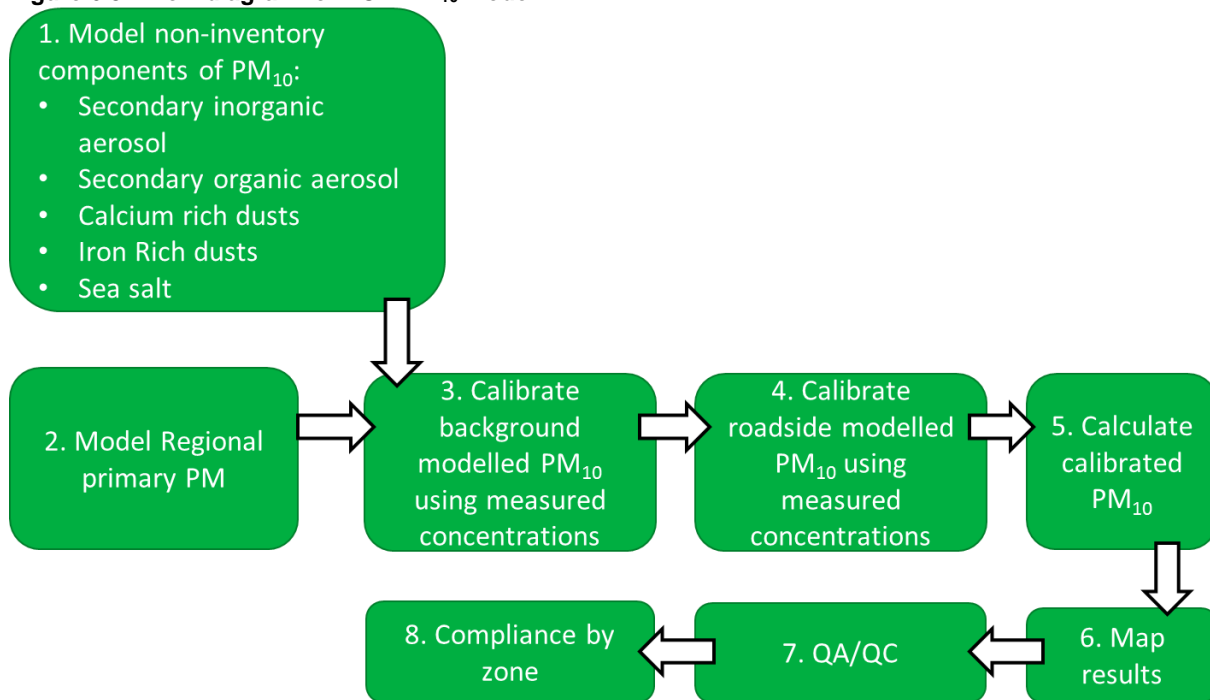 1. Model non-inventory
components of PM₁₀:
• Secondary inorganic
aerosol
• Secondary organic aerosol
• Calcium rich dusts
• Iron Rich dusts
• Sea salt
2. Model Regional
primary PM
3. Calibrate
background
modelled PM₁₀
using measured
concentrations
4. Calibrate
roadside modelled
PM₁₀ using
measured
concentrations
5. Calculate
calibrated
PM₁₀
6. Map
results
7. QA/QC
8. Compliance by
zone